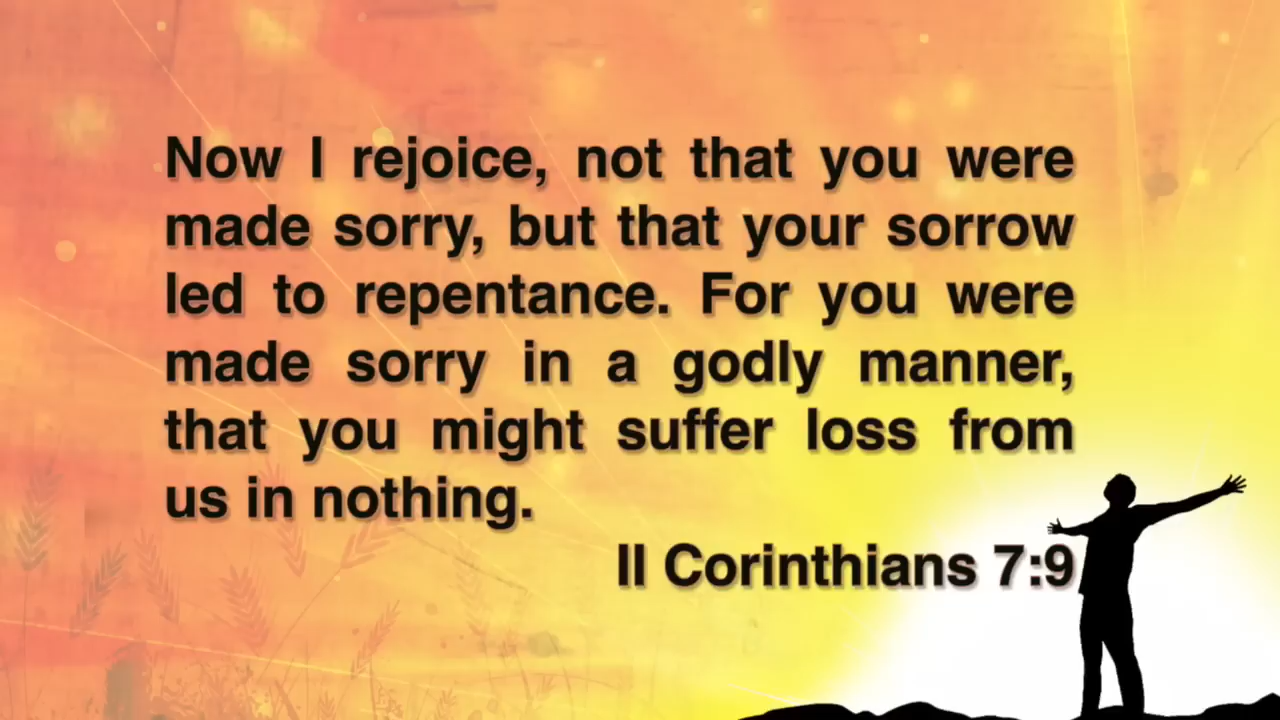 Now I rejoice, not that you were
made sorry, but that your sorrow
led to repentance. For you were
made sorry in a godly manner,
that you might suffer loss from
us in nothing.
II Corinthians 7:9